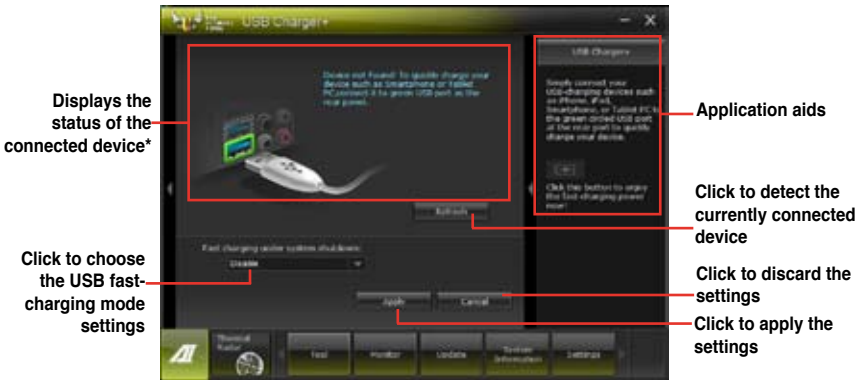 USB Charger+
Displays the
status of the
connected device*
Device not found! To quickly charge your
device such as Smartphone or Tablet
PC,connect it to green USB port as the
rear panel.
USB Charger+
Simply connect your
USB-charging devices such
as iPhone, iPad,
Smartphone, or Tablet PC to
the green circled USB port
at the rear port to quickly
charge your device.
Click this button to enjoy
the fast-charging power
now!
Application aids
Refresh
Click to detect the
currently connected
device
Fast charging under system shutdown:
Disable
Click to choose
the USB fast-
charging mode
settings
Apply
Cancel
Click to discard the
settings
Click to apply the
settings
Thermal
Radar
Tool
Monitor
Update
System
Information
Settings